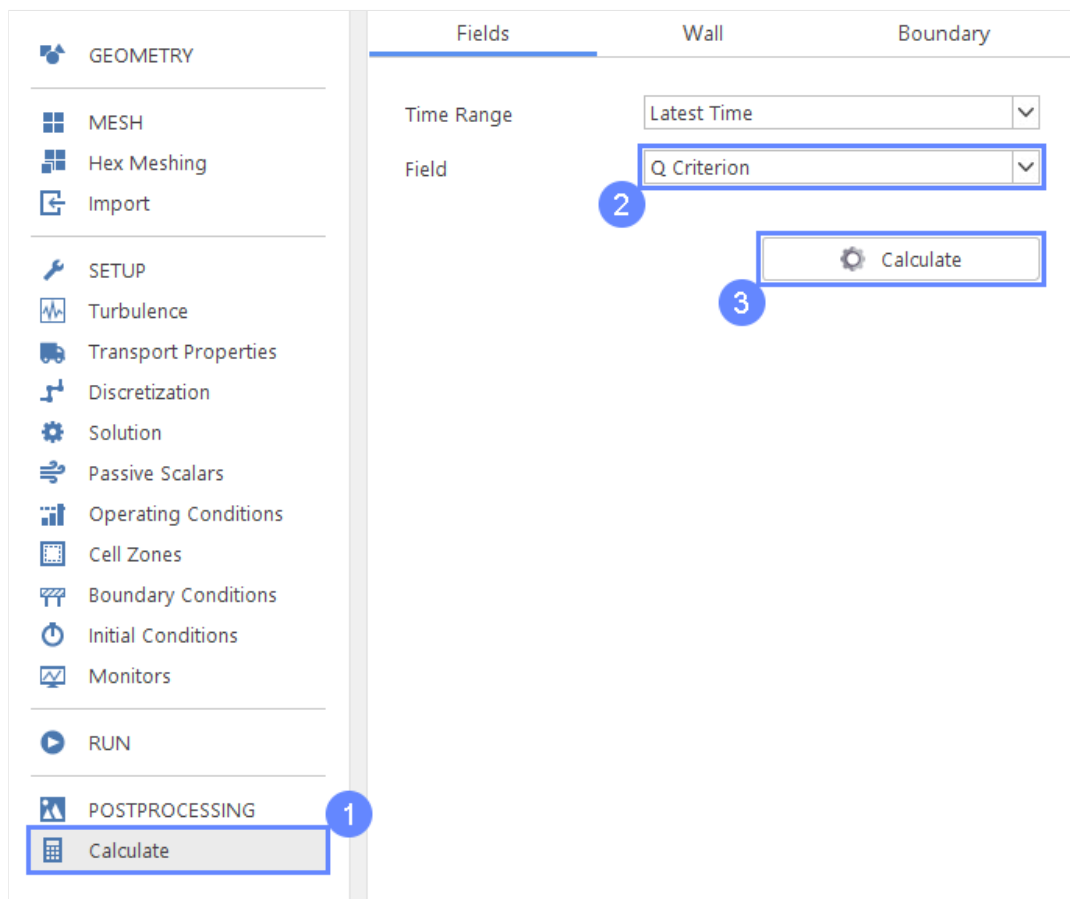 GEOMETRY
MESH
Hex Meshing
Import
SETUP
Turbulence
Transport Properties
Discretization
Solution
Passive Scalars
Operating Conditions
Cell Zones
Boundary Conditions
Initial Conditions
Monitors
RUN
POSTPROCESSING
1
Calculate
Fields Wall Boundary
Time Range Latest Time
Field Q Criterion
2
Calculate
3